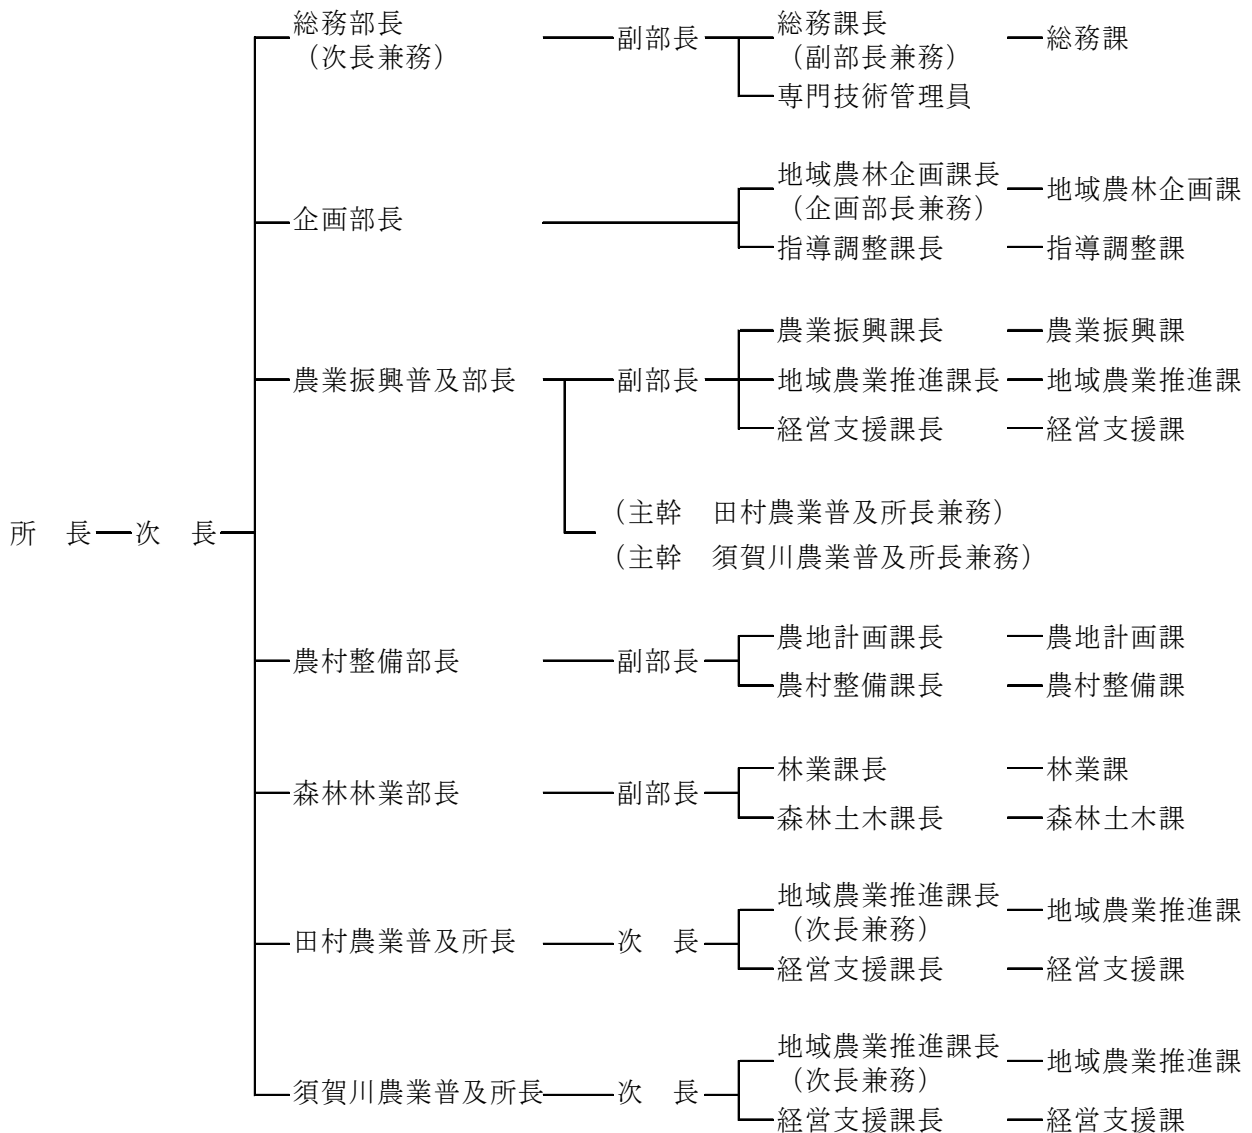 総務部長 副部長 総務課長 総務課
（次長兼務） （副部長兼務）
専門技術管理員
地域農林企画課長 地域農林企画課
（企画部長兼務）
企画部長
指導調整課長 指導調整課
農業振興課長 農業振興課
農業振興普及部長 副部長 地域農業推進課長 地域農業推進課
経営支援課長 経営支援課
（主幹　田村農業普及所長兼務）
所　長 次　長
（主幹　須賀川農業普及所長兼務）
農地計画課長 農地計画課
農村整備部長 副部長
農村整備課長 農村整備課
林業課長 林業課
森林林業部長 副部長
森林土木課長 森林土木課
地域農業推進課長 地域農業推進課
（次長兼務）
田村農業普及所長 次　長
経営支援課長 経営支援課
地域農業推進課長 地域農業推進課
（次長兼務）
須賀川農業普及所長 次　長
経営支援課長 経営支援課